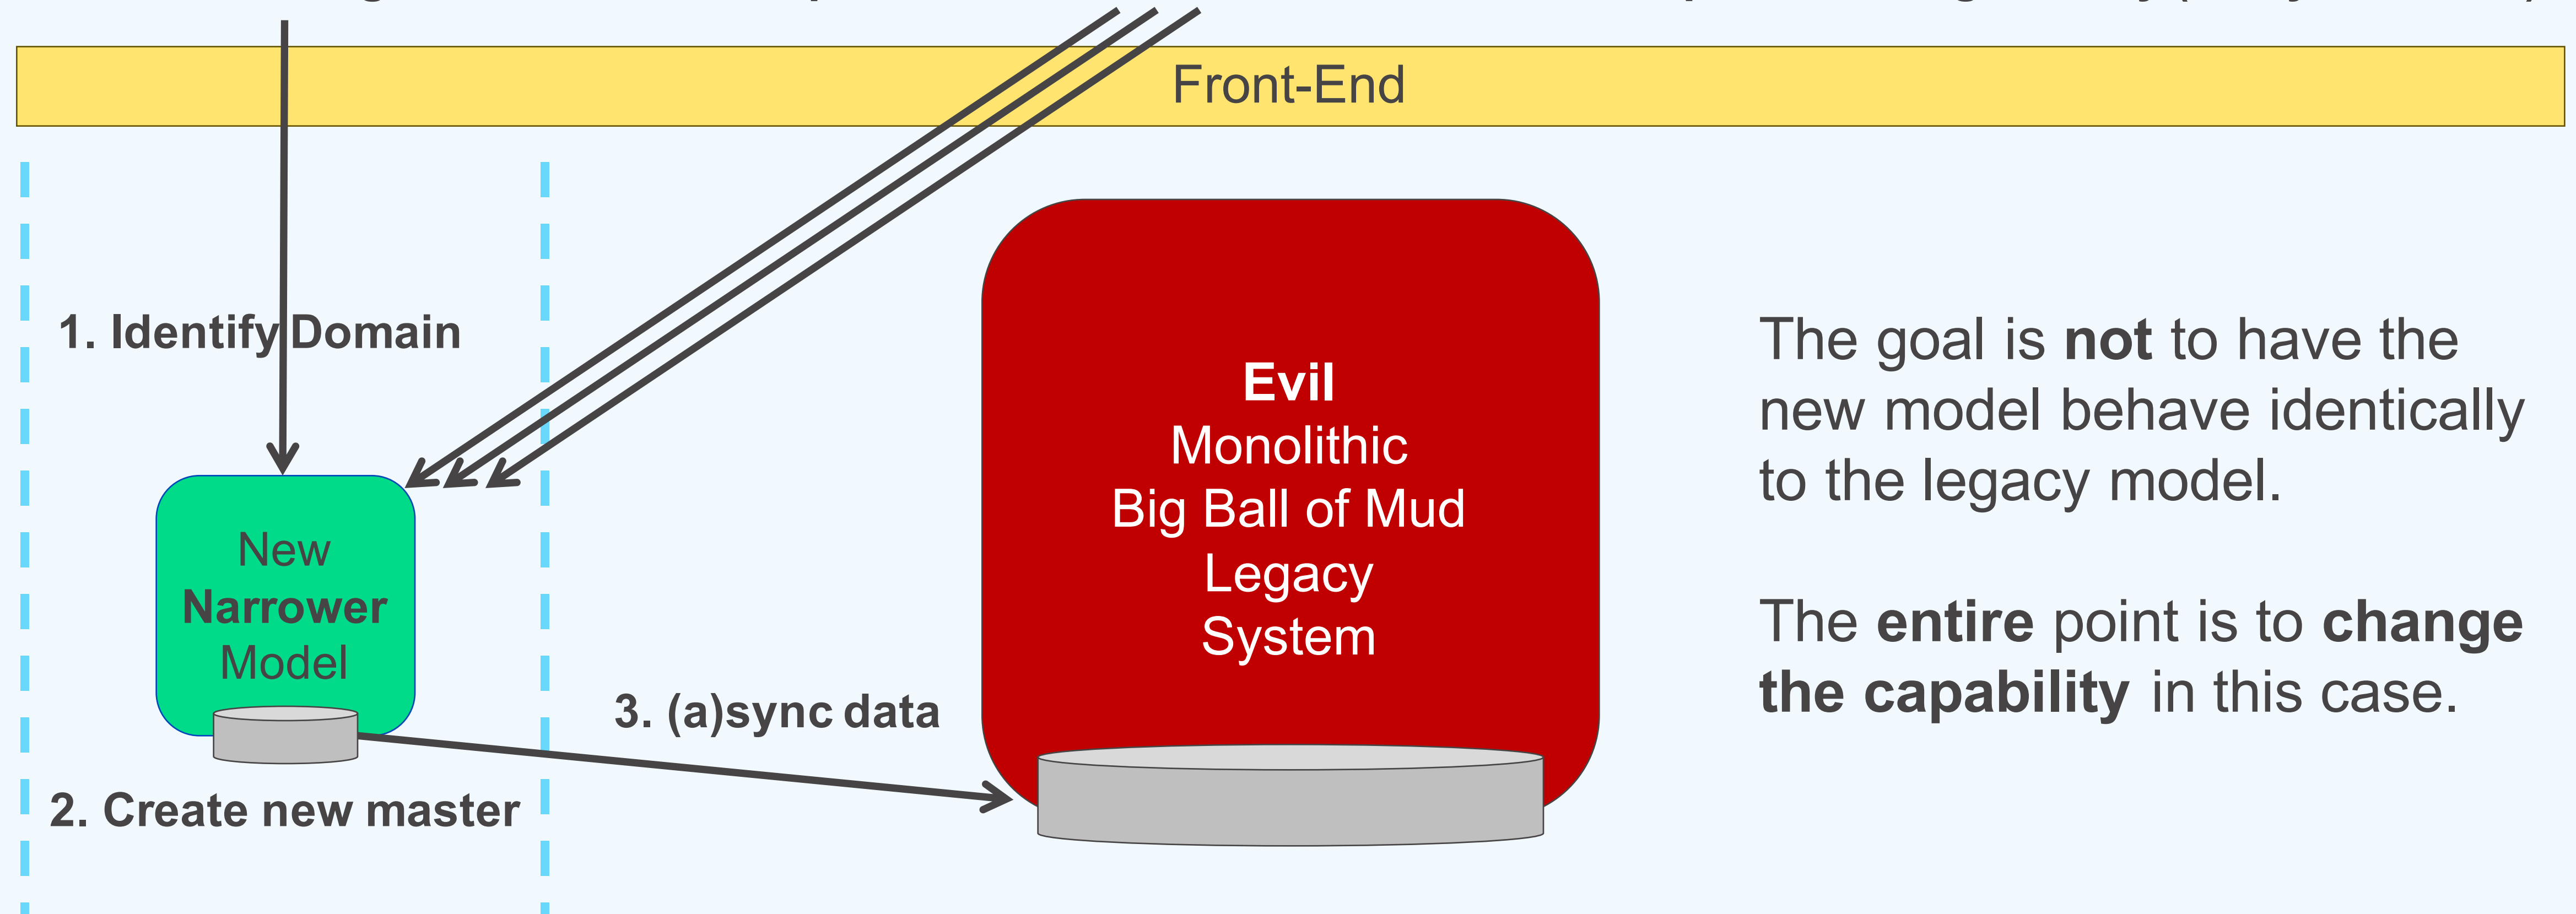 Front-End
1. Identify Domain
New
Narrower
Model
2. Create new master
3. (a)sync data
Evil
Monolithic
Big Ball of Mud
Legacy
System
The goal is not to have the
new model behave identically
to the legacy model.
The entire point is to change
the capability in this case.